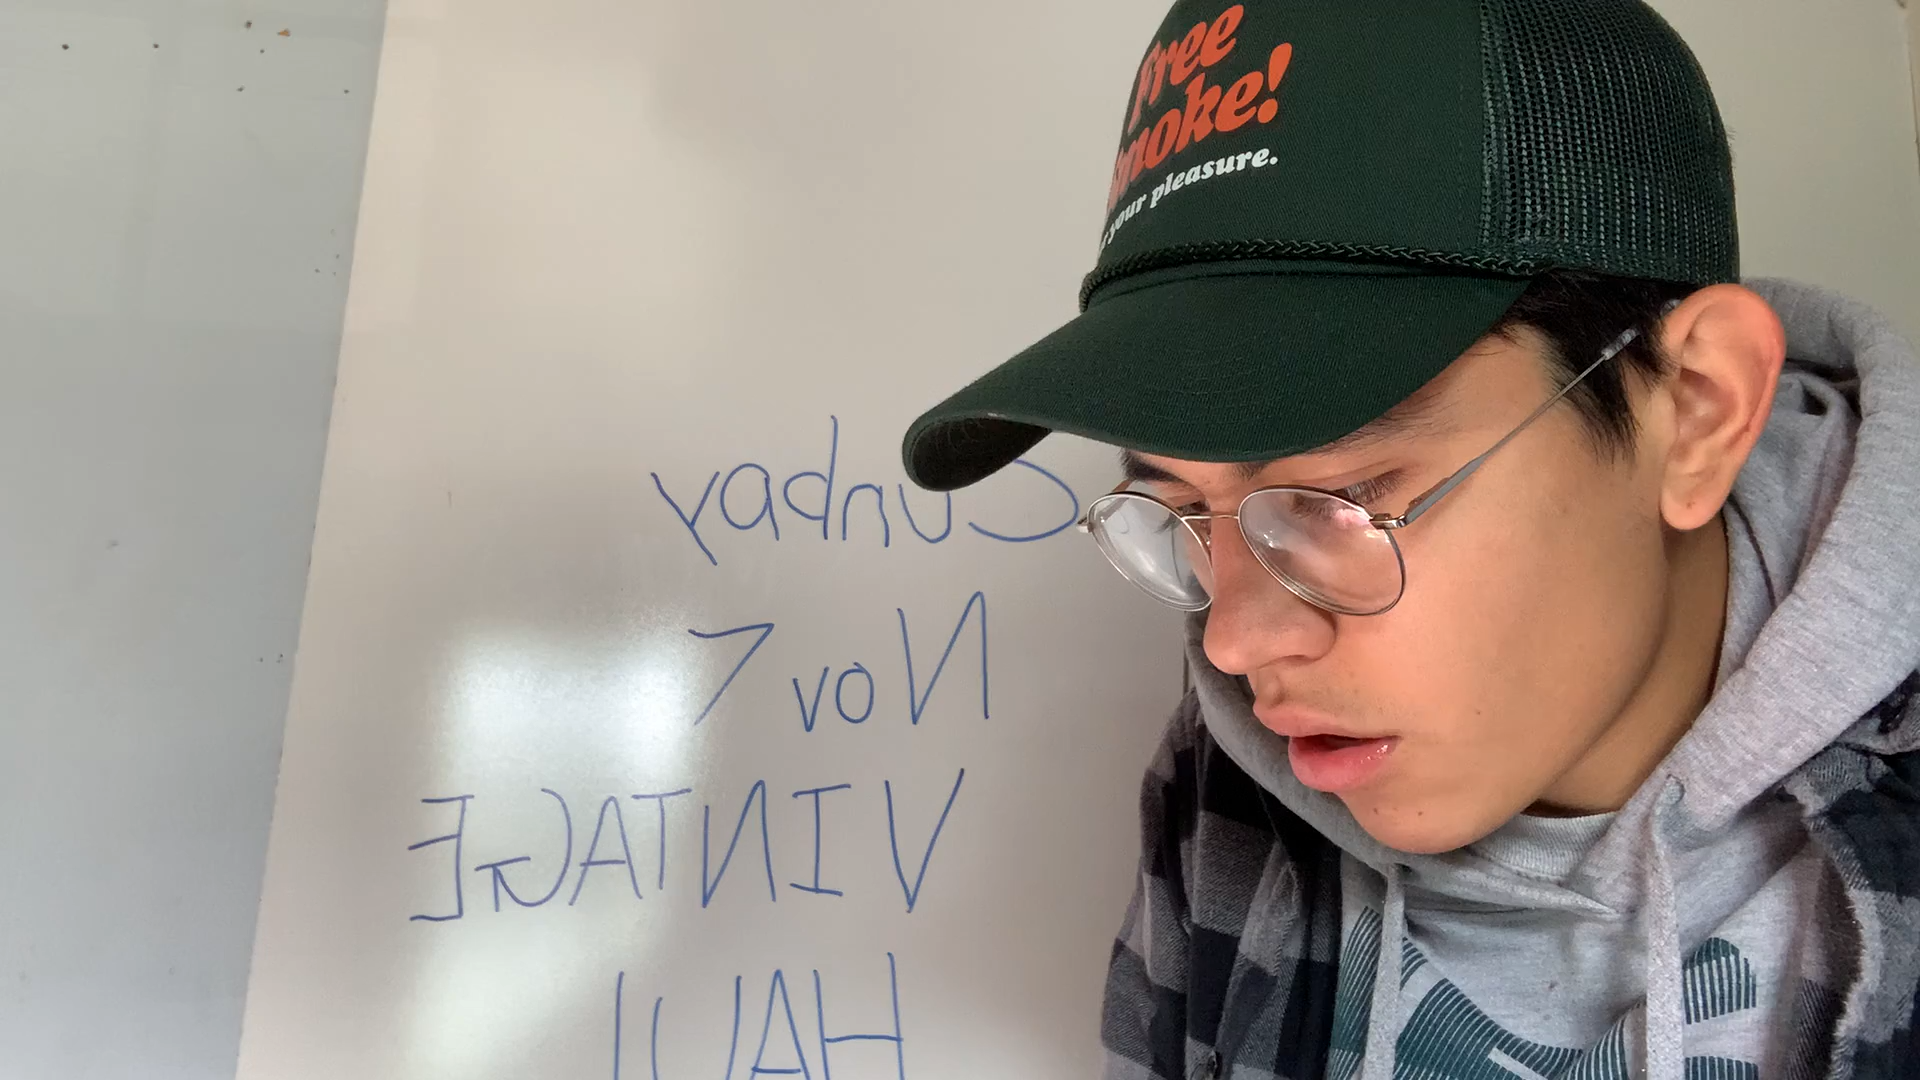 Free
Smoke!
your pleasure.
Sunday
Nov 7
VINTAGE
HAUL